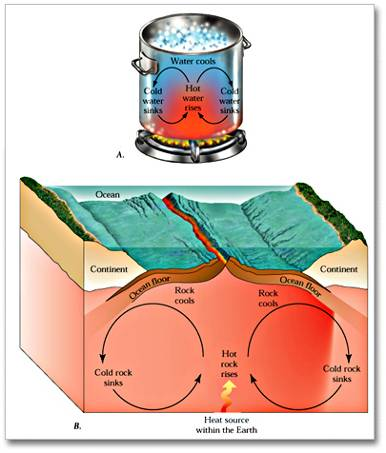 Water cools
Cold
water
sinks
Hot
water
rises
Cold
water
sinks
A.
Ocean
Continent
Ocean floor
Rock
cools
Rock
cools
Ocean floor
Continent
Cold rock
sinks
Hot
rock
rises
Cold rock
sinks
B.
Heat source
within the Earth